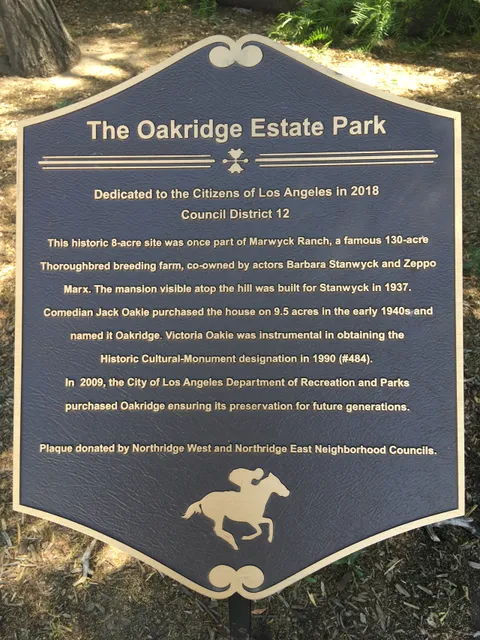 The Oakridge Estate Park
Dedicated to the Citizens of Los Angeles in 2018
Council District 12
This historic 8-acre site was once part of Marwyck Ranch, a famous 130-acre
Thoroughbred breeding farm, co-owned by actors Barbara Stanwyck and Zeppo
Marx. The mansion visible atop the hill was built for Stanwyck in 1937.
Comedian Jack Oakie purchased the house on 9.5 acres in the early 1940s and
named it Oakridge. Victoria Oakie was instrumental in obtaining the
Historic Cultural-Monument designation in 1990 (#484).
In 2009, the City of Los Angeles Department of Recreation and Parks
purchased Oakridge ensuring its preservation for future generations.
Plaque donated by Northridge West and Northridge East Neighborhood Councils.